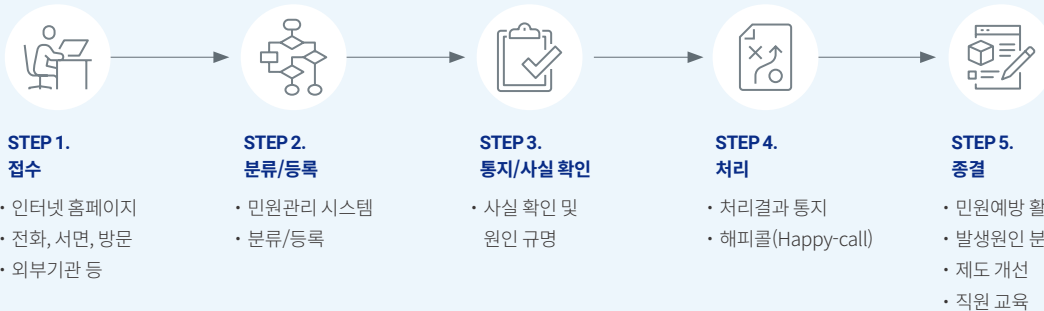 STEP 1.
접수
· 인터넷 홈페이지
· 전화, 서면, 방문
· 외부기관 등
STEP 2.
분류/등록
· 민원관리 시스템
· 분류/등록
STEP 3.
통지/사실 확인
· 사실 확인 및
원인 규명
STEP 4.
처리
· 처리결과 통지
· 해피콜(Happy-call)
STEP 5.
종결
· 민원예방
· 발생원인
· 제도 개선
· 직원 교육